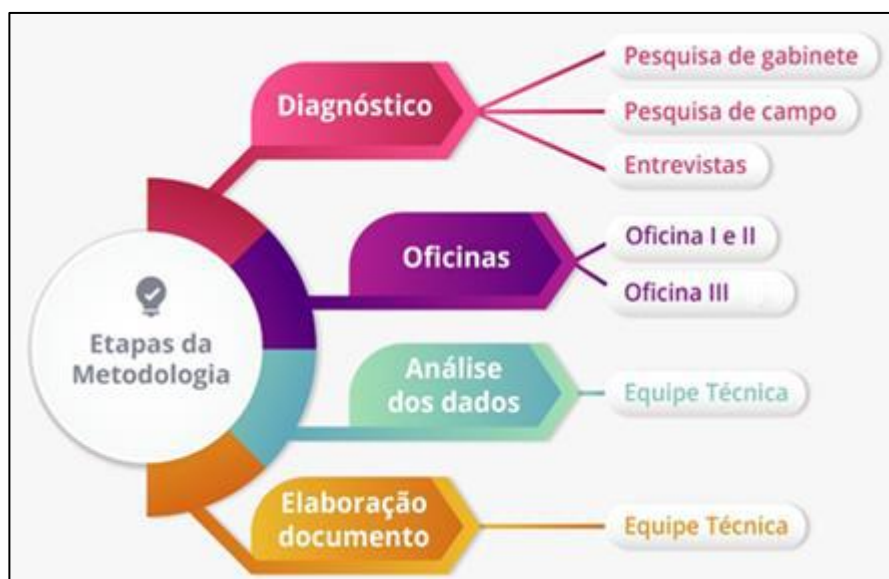 Etapas da
Metodologia
Diagnóstico
Pesquisa de gabinete
Pesquisa de campo
Entrevistas
Oficinas
Oficina I e II
Oficina III
Análise
dos dados
Equipe Técnica
Elaboração
documento
Equipe Técnica